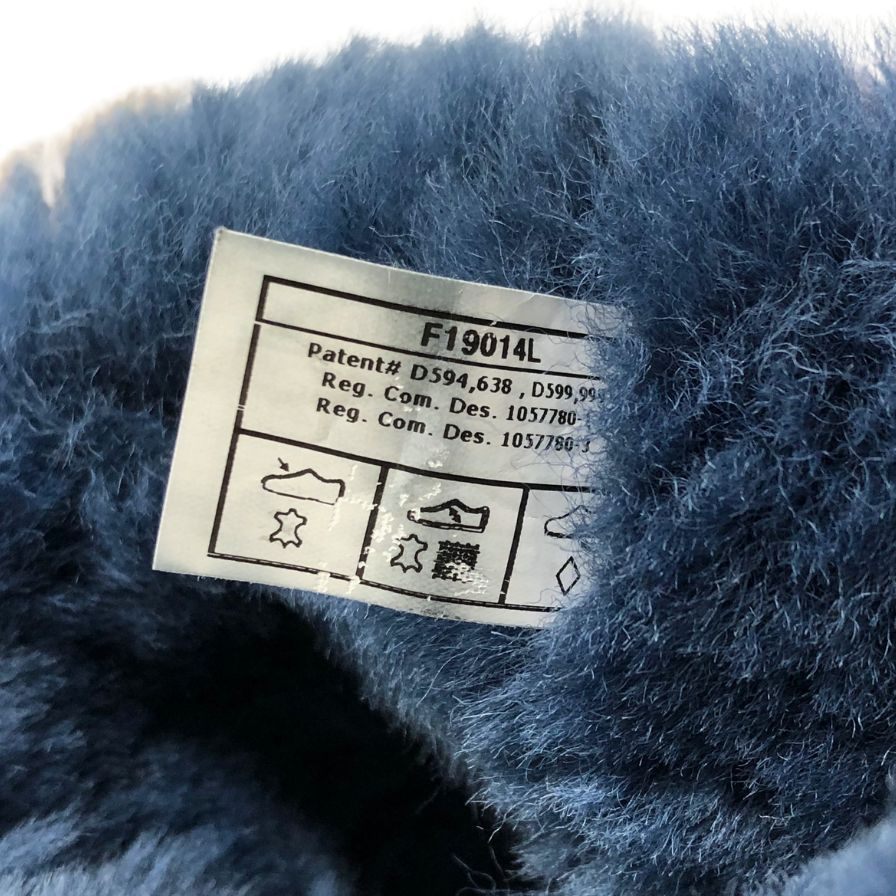 F19014L
Patent# D594,638 , D599,99
Reg. Com. Des. 1057780-
Reg. Com. Des. 1057780-3